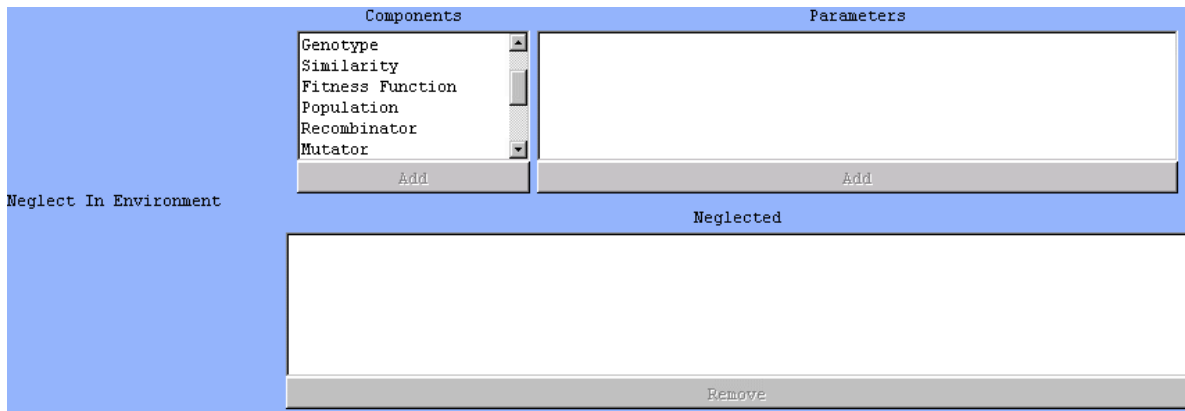 Components
Parameters
Genotype
Similarity
Fitness Function
Population
Recombinator
Mutator
Add
Add
Neglect In Environment
Neglected
Remove